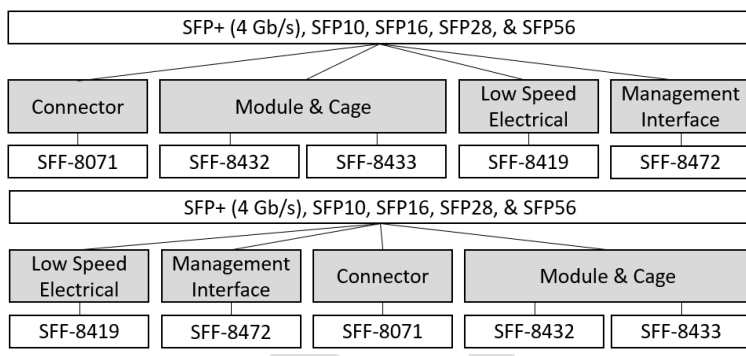 SFP+ (4 Gb/s), SFP10, SFP16, SFP28, & SFP56
Connector
Module & Cage
Low Speed
Electrical
Management
Interface
SFF-8071
SFF-8432
SFF-8433
SFF-8419
SFF-8472
SFP+ (4 Gb/s), SFP10, SFP16, SFP28, & SFP56
Low Speed
Electrical
Management
Interface
Connector
Module & Cage
SFF-8419
SFF-8472
SFF-8071
SFF-8432
SFF-8433